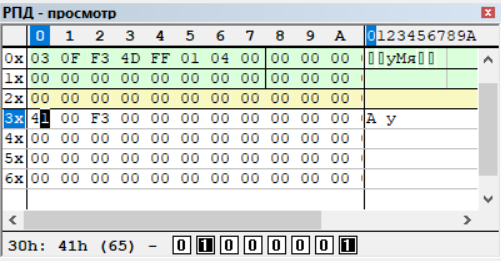 РПД - просмотр
0 1 2 3 4 5 6 7 8 9 A 0123456789A
0x 03 0F F3 4D FF 01 04 00 00 00 00 уМя
1x 00 00 00 00 00 00 00 00 00 00 00
2x 00 00 00 00 00 00 00 00 00 00 00
3x 41 00 F3 00 00 00 00 00 00 00 00 A у
4x 00 00 00 00 00 00 00 00 00 00 00
5x 00 00 00 00 00 00 00 00 00 00 00
6x 00 00 00 00 00 00 00 00 00 00 00
30h: 41h (65) - 0 1 0 0 0 0 0 1